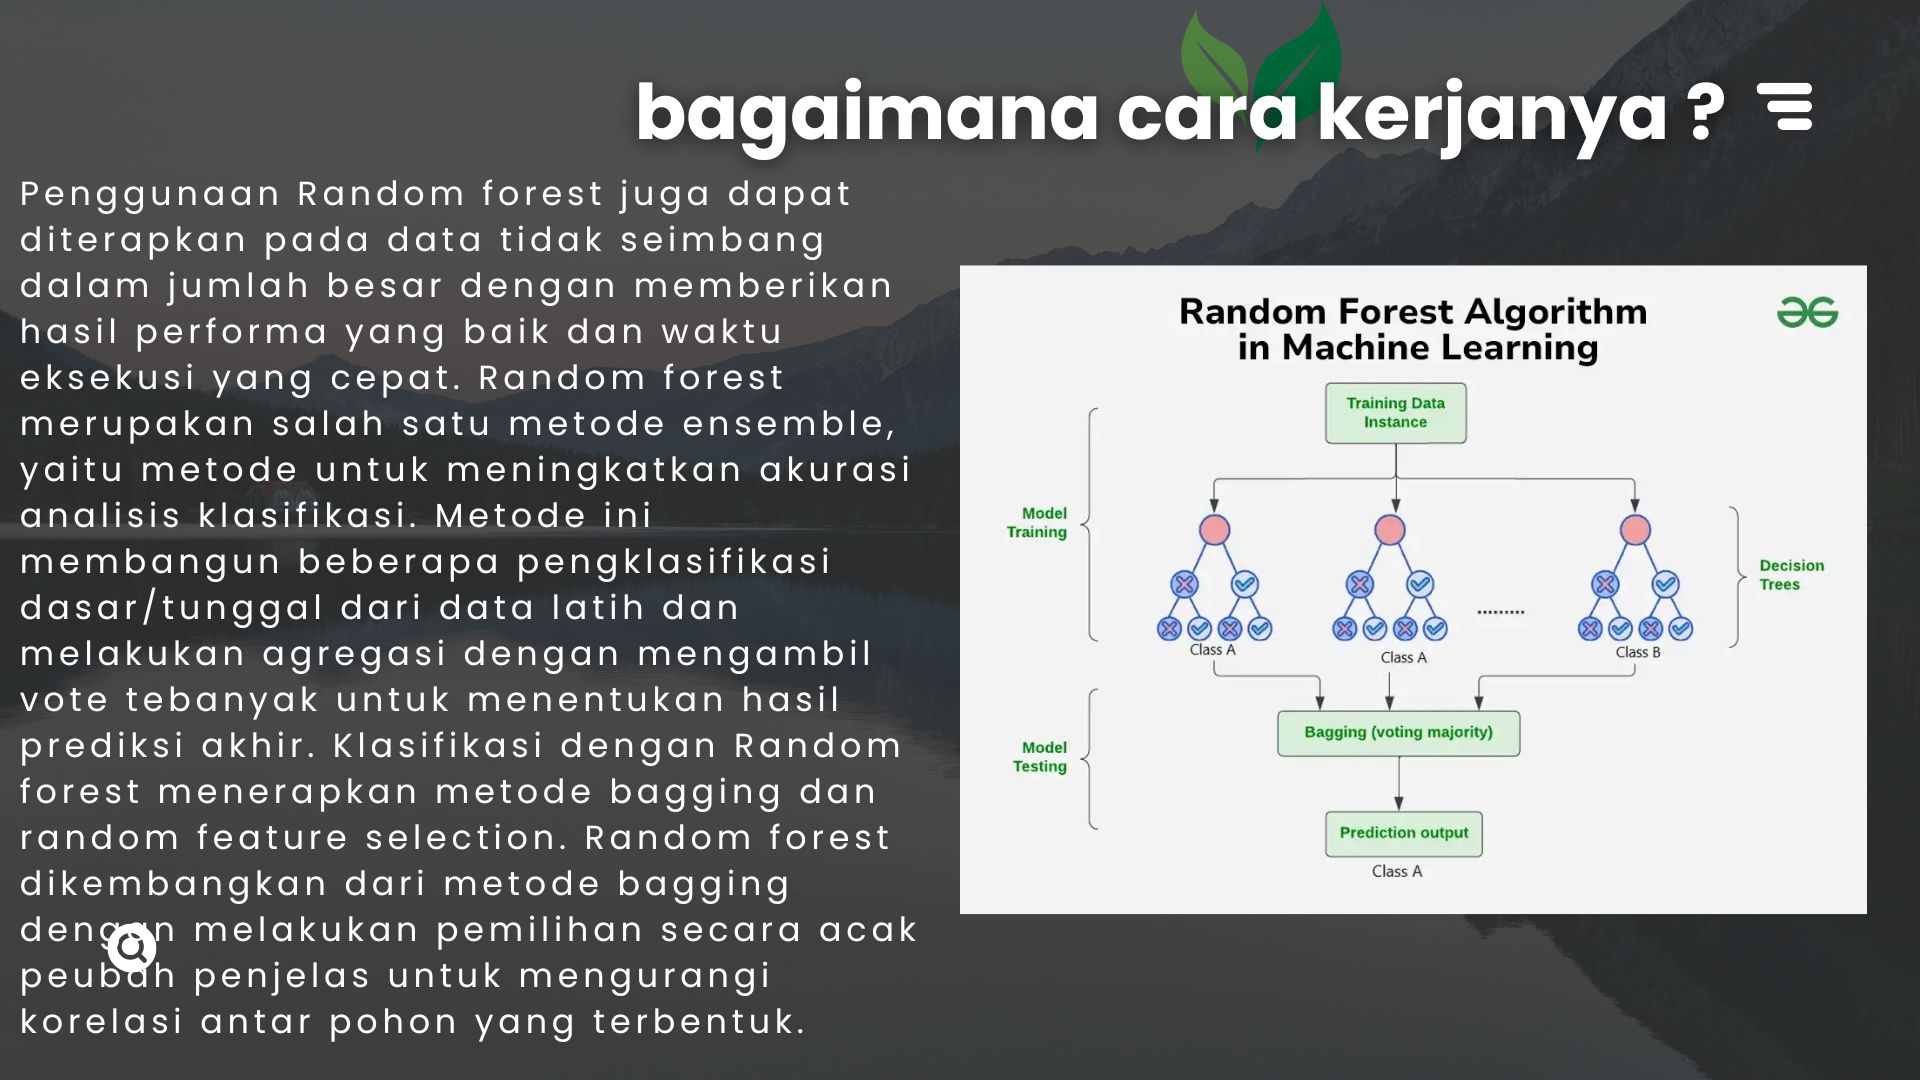 bagaimana cara kerjanya ?
Penggunaan Random forest juga dapat
diterapkan pada data tidak seimbang
dalam jumlah besar dengan memberikan
hasil performa yang baik dan waktu
eksekusi yang cepat. Random forest
merupakan salah satu metode ensemble,
yaitu metode untuk meningkatkan akurasi
analisis klasifikasi. Metode ini
membangun beberapa pengklasifikasi
dasar/tunggal dari data latih dan
melakukan agregasi dengan mengambil
vote tebanyak untuk menentukan hasil
prediksi akhir. Klasifikasi dengan Random
forest menerapkan metode bagging dan
random feature selection. Random forest
dikembangkan dari metode bagging
dengan melakukan pemilihan secara acak
peubah penjelas untuk mengurangi
korelasi antar pohon yang terbentuk.
Random Forest Algorithm
in Machine Learning
Training Data
Instance
Model
Training
Decision
Trees
.........
Class A
Class A
Class B
Bagging (voting majority)
Model
Testing
Prediction output
Class A